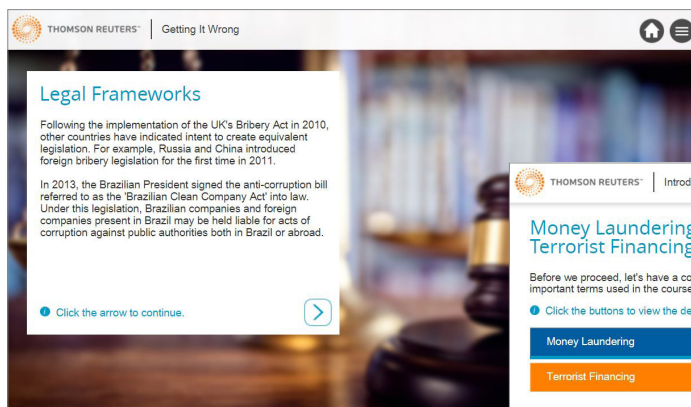 THOMSON REUTERS™ Getting It Wrong
Legal Frameworks
Following the implementation of the UK's Bribery Act in 2010,
other countries have indicated intent to create equivalent
legislation. For example, Russia and China introduced
foreign bribery legislation for the first time in 2011.
In 2013, the Brazilian President signed the anti-corruption bill
referred to as the 'Brazilian Clean Company Act' into law.
Under this legislation, Brazilian companies and foreign
companies present in Brazil may be held liable for acts of
corruption against public authorities both in Brazil or abroad.
Click the arrow to continue.
THOMSON REUTERS™ Introd
Money Laundering
Terrorist Financing
Before we proceed, let's have a co
important terms used in the course
Click the buttons to view the de
Money Laundering
Terrorist Financing